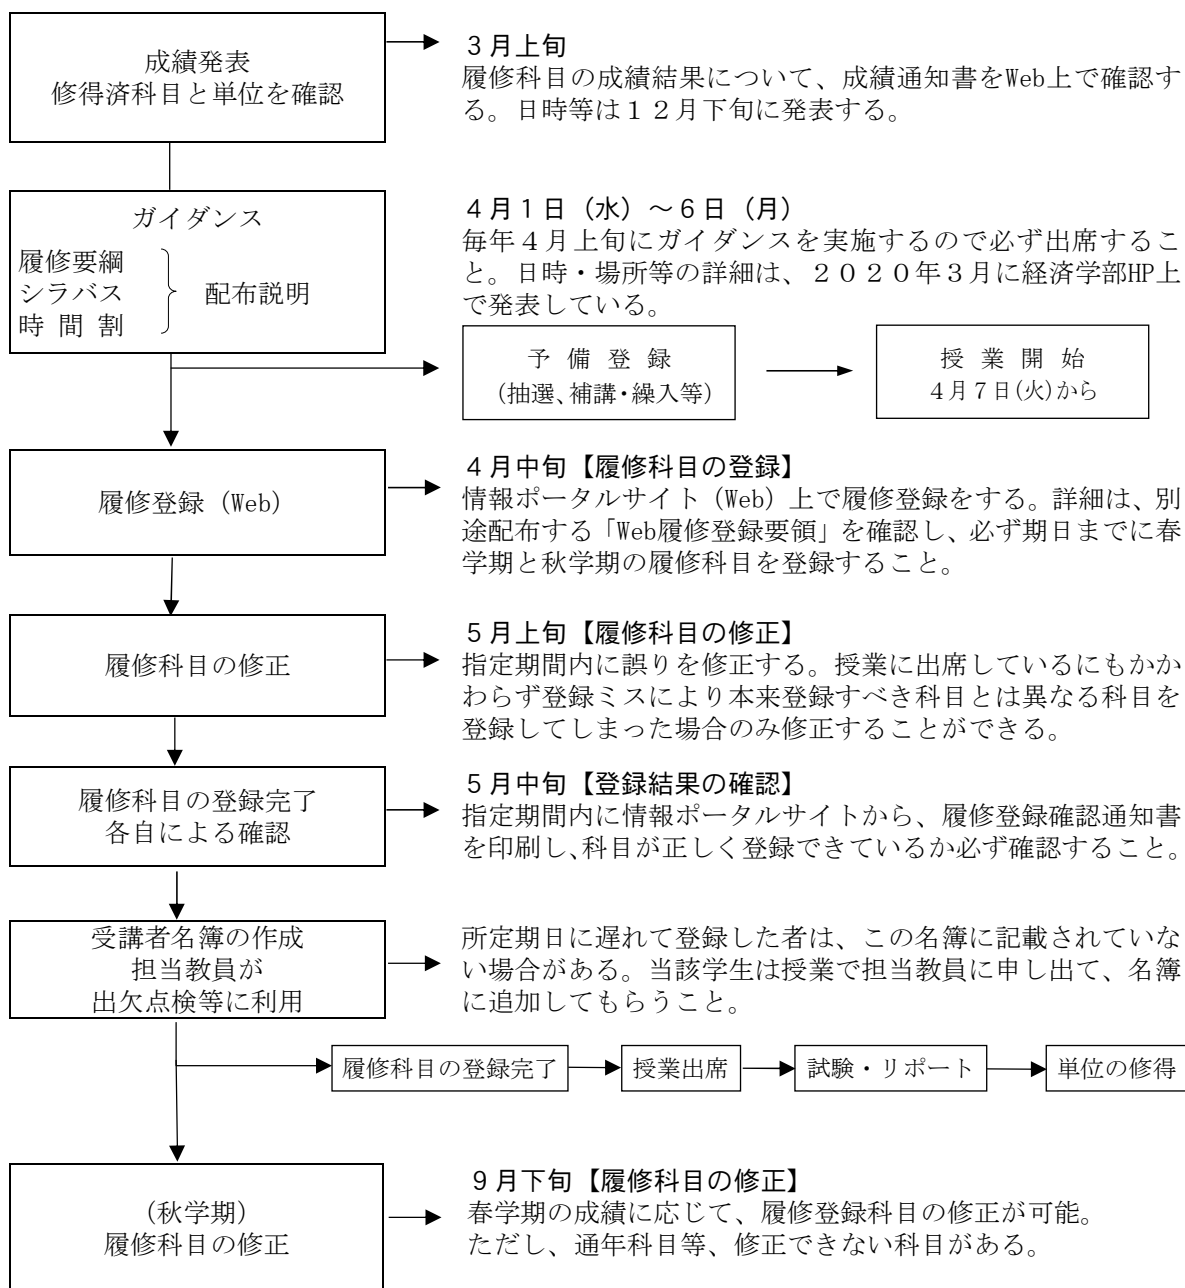 成績発表
修得済科目と単位を確認
３月上旬
履修科目の成績結果について、成績通知書をWeb上で確認す
る。日時等は１２月下旬に発表する。
ガイダンス
履修要綱
シラバス
時 間 割
配布説明
４月１日（水）～６日（月）
毎年４月上旬にガイダンスを実施するので必ず出席するこ
と。日時・場所等の詳細は、２０２０年３月に経済学部HP上
で発表している。
予 備 登 録
（抽選、補講・繰入等）
授 業 開 始
４月７日（火）から
履修登録（Web）
４月中旬【履修科目の登録】
情報ポータルサイト（Web）上で履修登録をする。詳細は、別
途配布する「Web履修登録要領」を確認し、必ず期日までに春
学期と秋学期の履修科目を登録すること。
履修科目の修正
５月上旬【履修科目の修正】
指定期間内に誤りを修正する。授業に出席しているにもかか
わらず登録ミスにより本来登録すべき科目とは異なる科目を
登録してしまった場合のみ修正することができる。
履修科目の登録完了
各自による確認
５月中旬【登録結果の確認】
指定期間内に情報ポータルサイトから、履修登録確認通知書
を印刷し、科目が正しく登録できているか必ず確認すること。
受講者名簿の作成
担当教員が
出欠点検等に利用
所定期日に遅れて登録した者は、この名簿に記載されていな
い場合がある。当該学生は授業で担当教員に申し出て、名簿
に追加してもらうこと。
履修科目の登録完了
授業出席
試験・リポート
単位の修得
（秋学期）
履修科目の修正
９月下旬【履修科目の修正】
春学期の成績に応じて、履修登録科目の修正が可能。
ただし、通年科目等、修正できない科目がある。